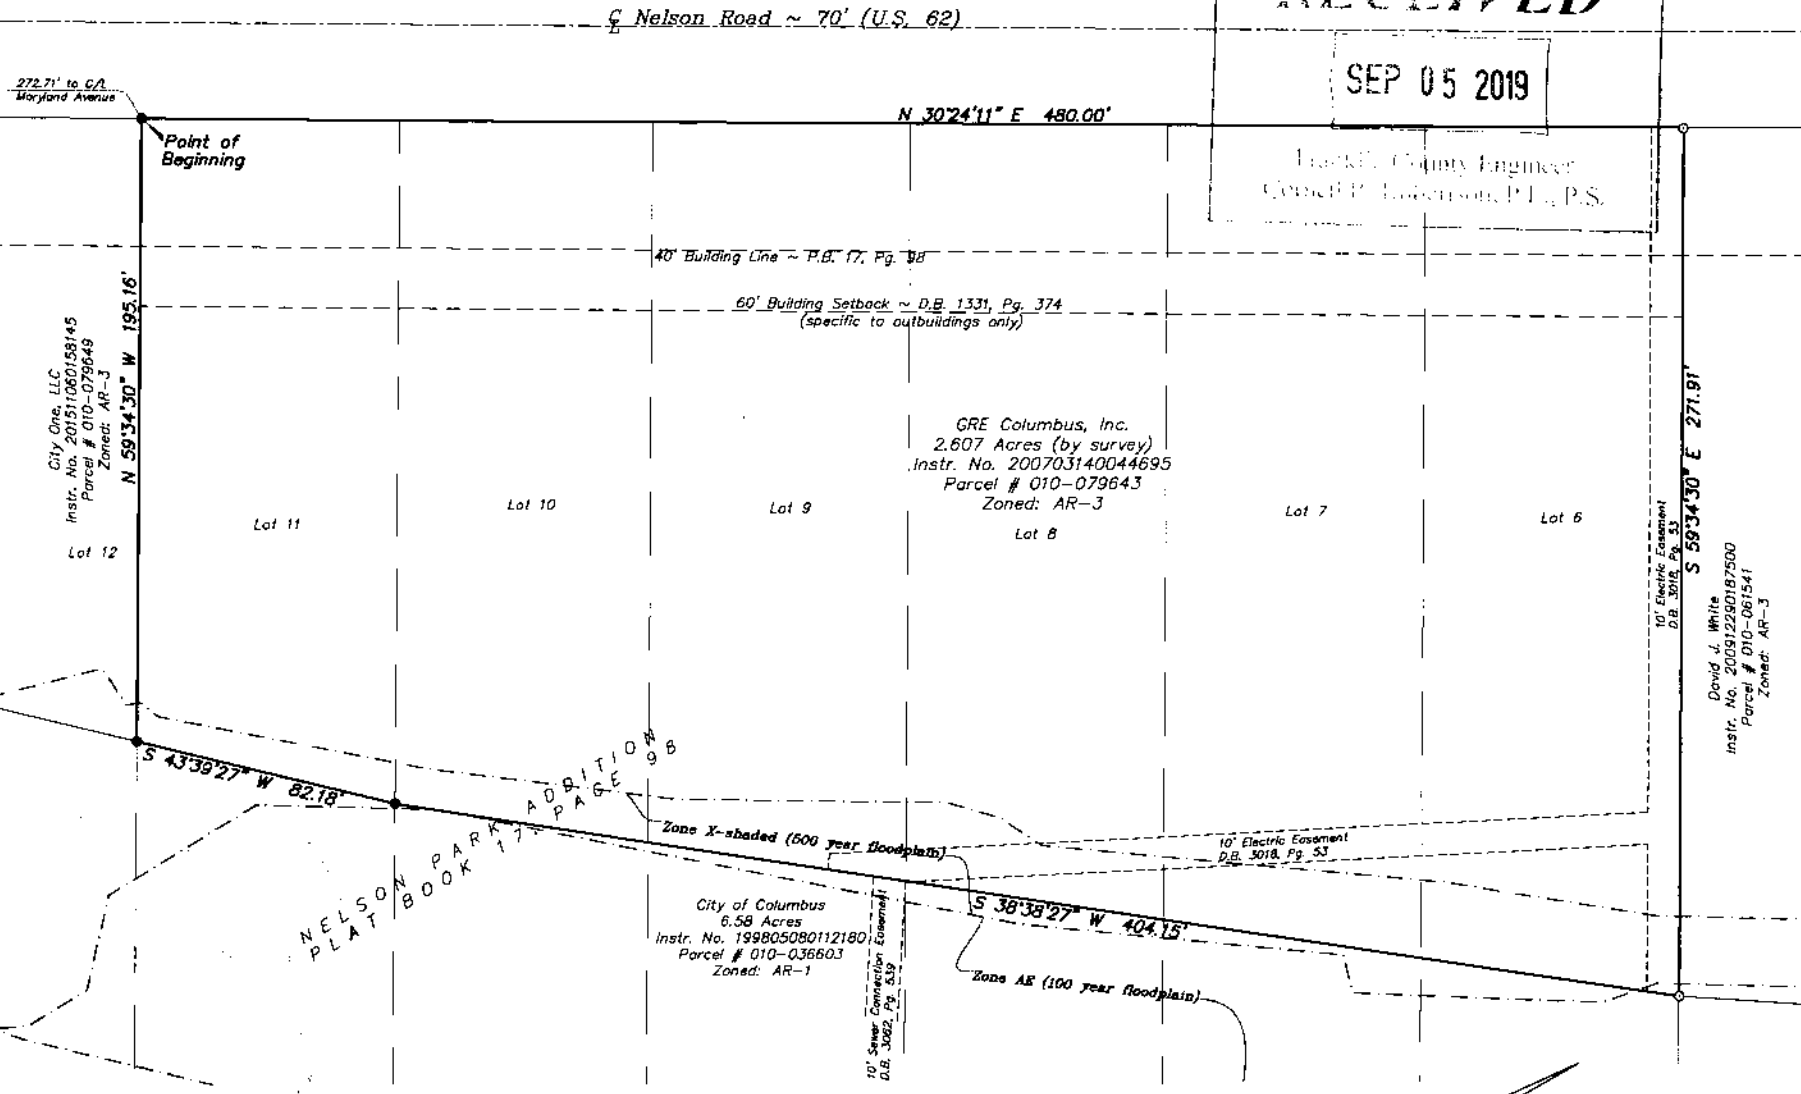 ℄ Nelson Road ~ 70' (U.S. 62)
RECEIVED
SEP 05 2019
County Engineer
P.S.
272.71' to C/L
Maryland Avenue
Point of
Beginning
N 30°24'11" E 480.00'
40' Building Line ~ P.B. 17, Pg. 98
60' Building Setback ~ D.B. 1331, Pg. 374
(specific to outbuildings only)
City One, LLC
Instr. No. 201511060158145
Parcel # 010-079649
Zoned: AR-3
N 59°34'30" W 195.16'
GRE Columbus, Inc.
2.607 Acres (by survey)
Instr. No. 200703140044695
Parcel # 010-079643
Zoned: AR-3
Lot 12
Lot 11
Lot 10
Lot 9
Lot 8
Lot 7
Lot 6
10' Electric Easement
D.B. 3018, Pg. 53
S 59°34'30" E 271.91'
David J. White
Instr. No. 200912290187500
Parcel # 010-061541
Zoned: AR-3
S 43°39'27" W 82.18'
NELSON PARK ADDITION
PLAT BOOK 17, PAGE 98
Zone X-shaded (500 year floodplain)
10' Electric Easement
D.B. 3018, Pg. 53
City of Columbus
6.58 Acres
Instr. No. 199805080112180
Parcel # 010-036603
Zoned: AR-1
10' Sewer Connection Easement
D.B. 3082, Pg. 539
S 38°38'27" W 404.15'
Zone AE (100 year floodplain)